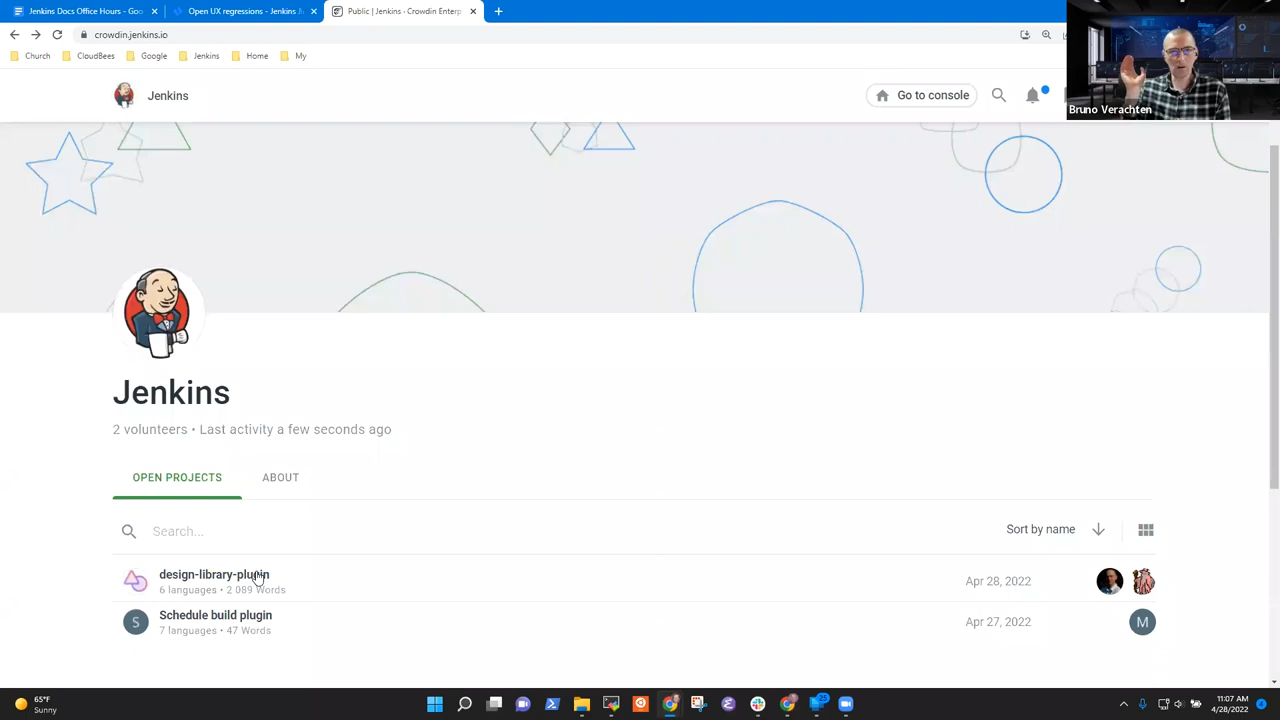 Jenkins Docs Office Hours - Goo
Open UX regressions - Jenkins J
Public | Jenkins - Crowdin Enterp
crowdin.jenkins.io
Church
CloudBees
Google
Jenkins
Home
My
Jenkins
Go to console
Bruno Verachten
Jenkins
2 volunteers • Last activity a few seconds ago
OPEN PROJECTS
ABOUT
Search...
Sort by name
design-library-plugin
6 languages • 2 089 Words
Apr 28, 2022
S
Schedule build plugin
7 languages • 47 Words
Apr 27, 2022
M
65°F
Sunny
11:07 AM
4/28/2022